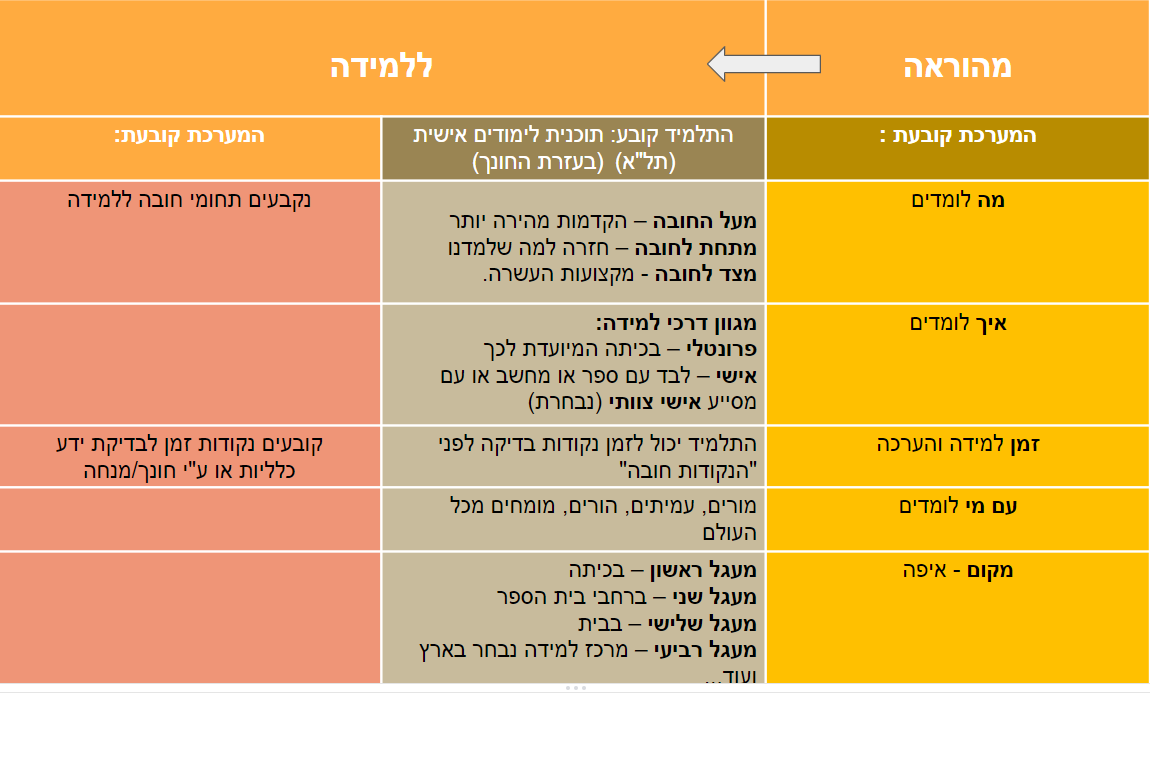 מהוראה
ללמידה
המערכת קובעת :
התלמיד קובע: תוכנית לימודים אישית
(תל"א) (בעזרת החונך)
המערכת קובעת:
מה לומדים
מעל החובה – הקדמות מהירה יותר
מתחת לחובה – חזרה למה שלמדנו
מצד לחובה - מקצועות העשרה.
נקבעים תחומי חובה ללמידה
איך לומדים
מגוון דרכי למידה:
פרונטלי – בכיתה המיועדת לכך
אישי – לבד עם ספר או מחשב או עם
מסייע אישי צוותי (נבחרת)
זמן למידה והערכה
התלמיד יכול לזמן נקודות בדיקה לפני
"הנקודות חובה"
קובעים נקודות זמן לבדיקת ידע
כלליות או ע"י חונך/מנחה
עם מי לומדים
מורים, עמיתים, הורים, מומחים מכל
העולם
מקום - איפה
מעגל ראשון – בכיתה
מעגל שני – ברחבי בית הספר
מעגל שלישי – בבית
מעגל רביעי – מרכז למידה נבחר בארץ
ועוד...